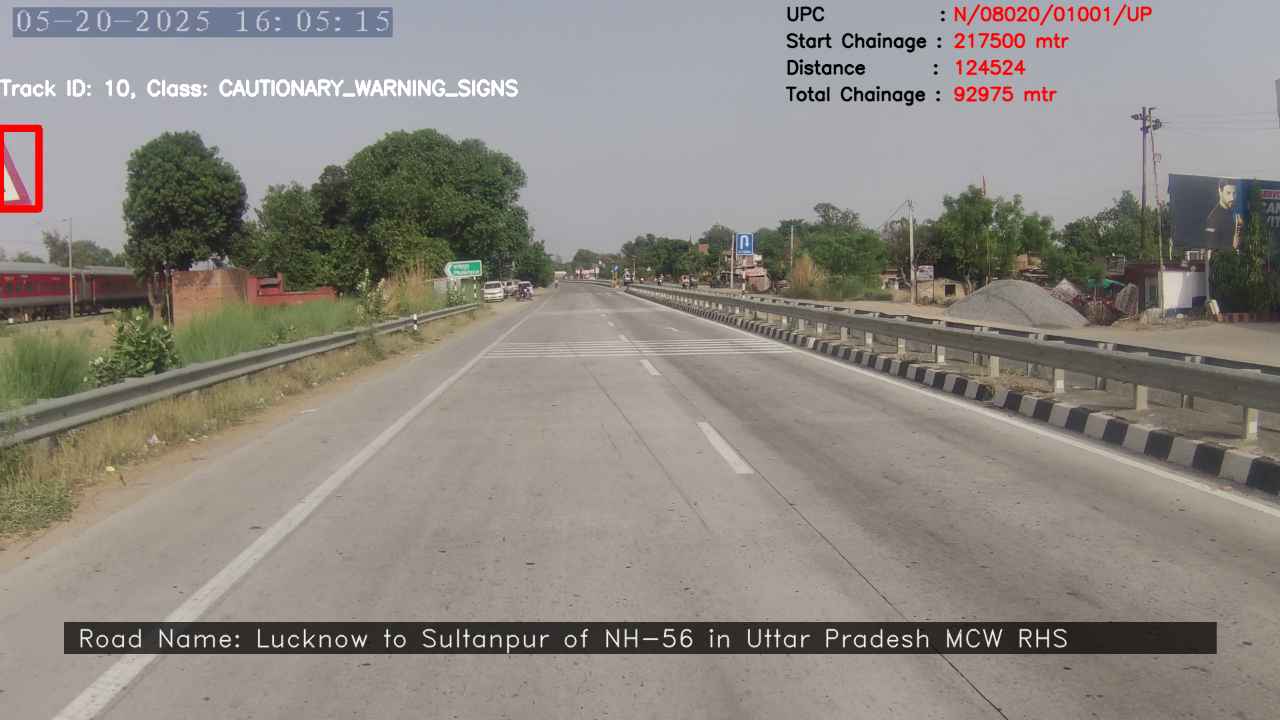 05-20-2025 16:05:15
UPC : N/08020/01001/UP
Start Chainage : 217500 mtr
Distance : 124524
Total Chainage : 92975 mtr
Track ID: 10, Class: CAUTIONARY_WARNING_SIGNS
Road Name: Lucknow to Sultanpur of NH-56 in Uttar Pradesh MCW RHS